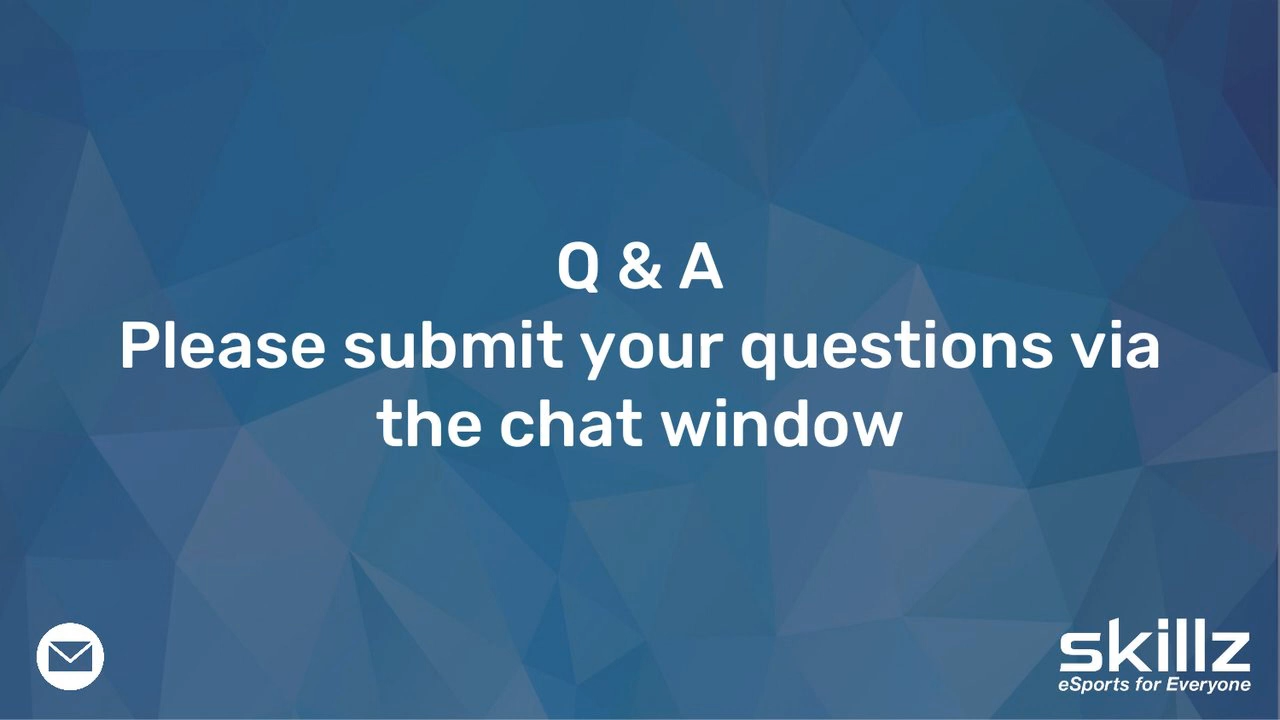 Q & A
Please submit your questions via
the chat window
skillz
eSports for Everyone